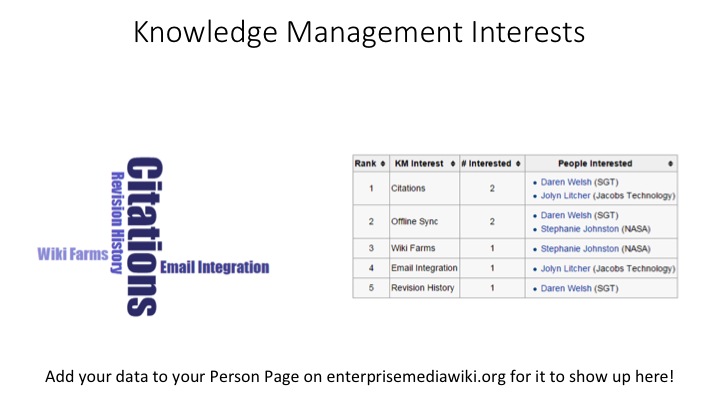 Knowledge Management Interests
Citations
Revision History
Wiki Farms
Email Integration
Rank KM Interest # Interested People Interested
1 Citations 2 • Daren Welsh (SGT)
• Jolyn Litcher (Jacobs Technology)
2 Offline Sync 2 • Daren Welsh (SGT)
• Stephanie Johnston (NASA)
3 Wiki Farms 1 • Stephanie Johnston (NASA)
4 Email Integration 1 • Jolyn Litcher (Jacobs Technology)
5 Revision History 1 • Daren Welsh (SGT)
Add your data to your Person Page on enterprisemediawiki.org for it to show up here!